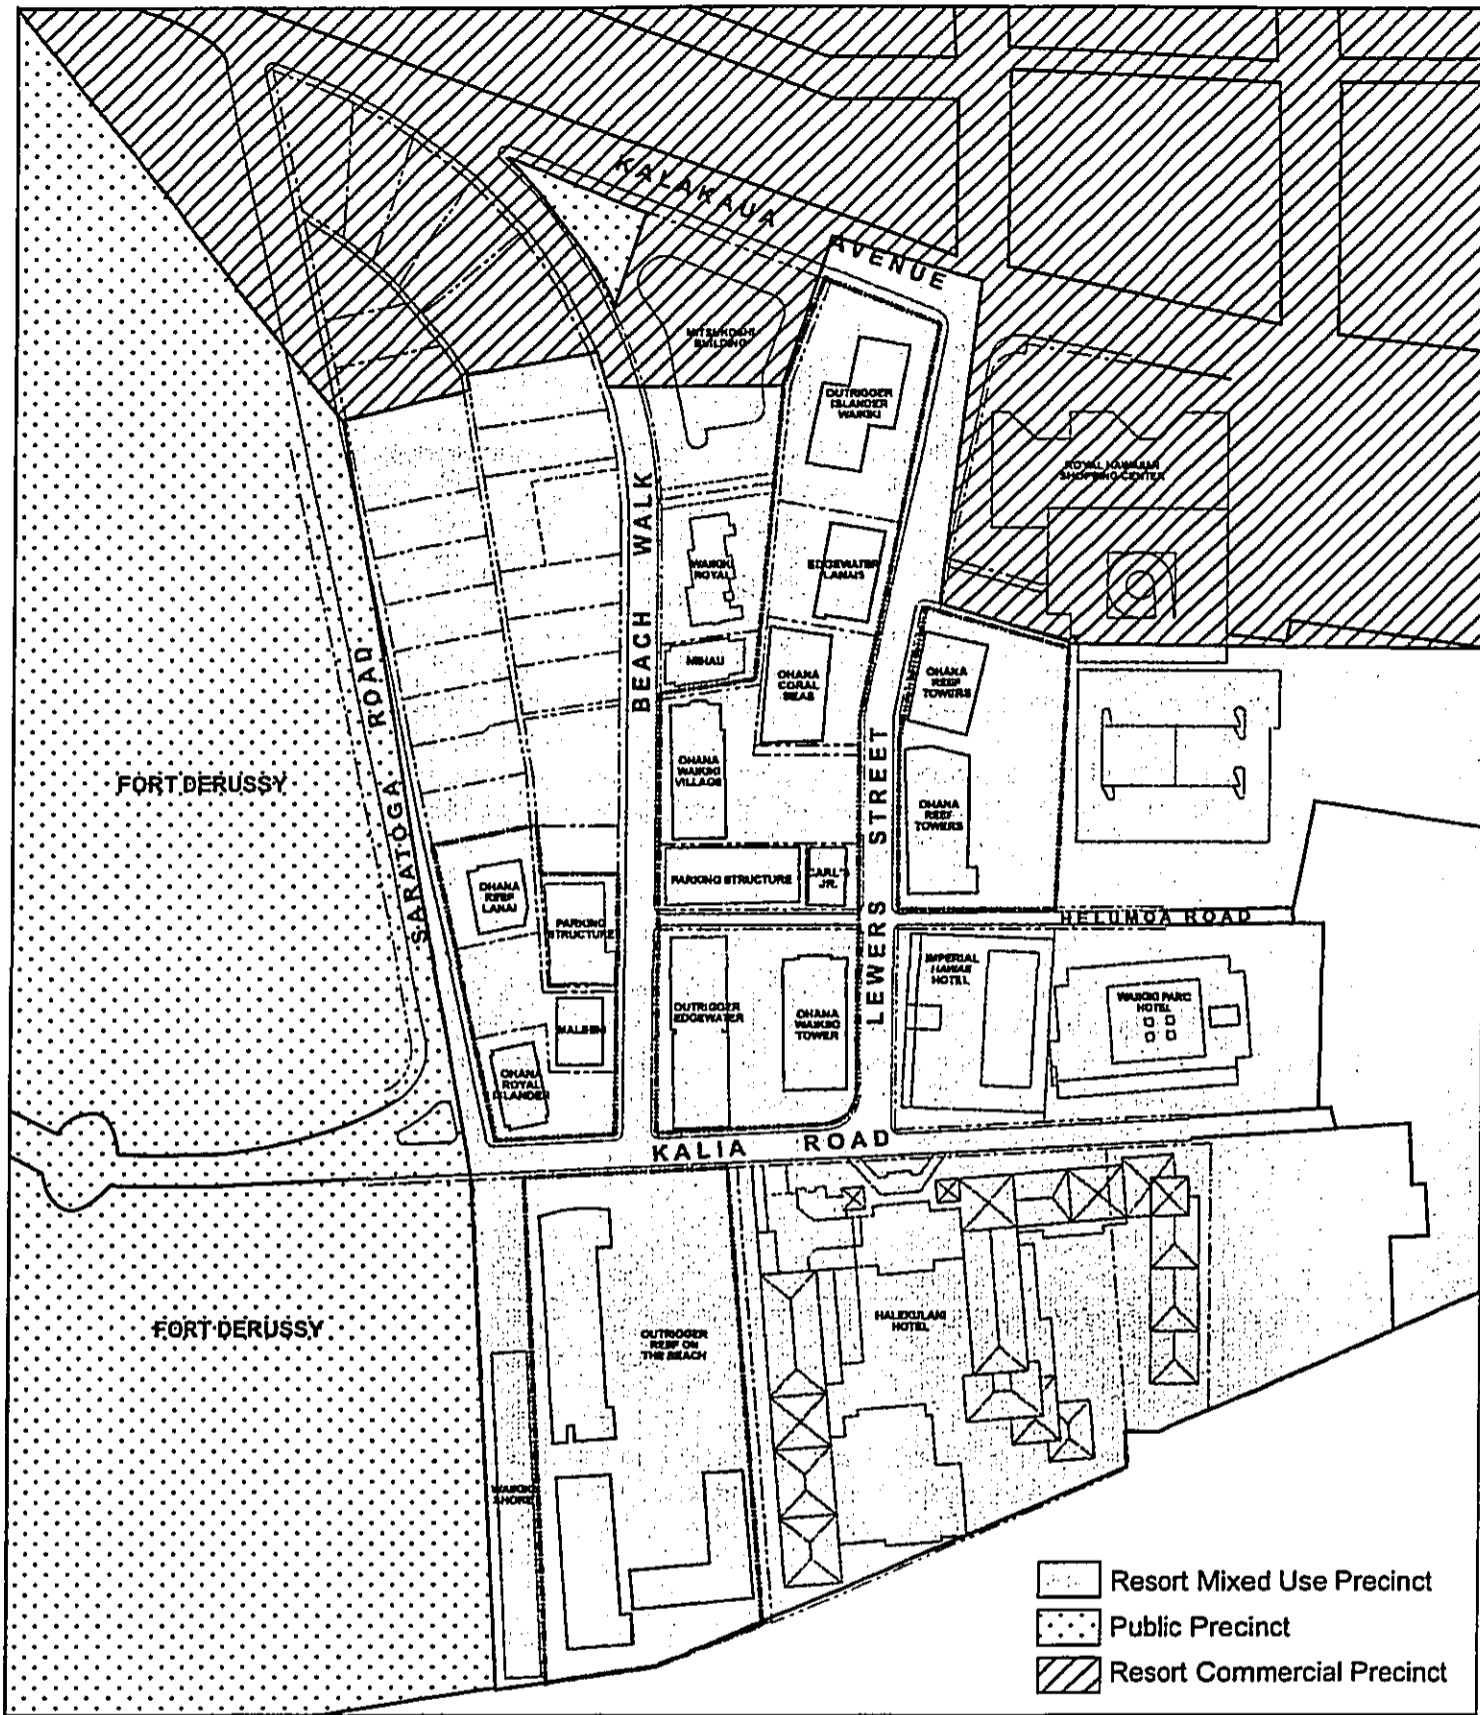 KALAKAUA
AVENUE
MITSUKOSHI
BUILDING
OUTRIGGER
ISLANDER
WAIKIKI
ROYAL HAWAIIAN
SHOPPING CENTER
BEACH WALK
WAIKIKI
ROYAL
EDGEWATER
LANAIS
NIHAU
OHANA
CORAL
SEAS
OHANA
REEF
TOWERS
SARATOGA ROAD
FORT DERUSSY
OHANA
WAIKIKI
VILLAGE
LEWERS STREET
OHANA
REEF
TOWERS
OHANA
REEF
LANAI
PARKING
STRUCTURE
PARKING STRUCTURE
CARL'S
JR.
HELUMOA ROAD
OUTRIGGER
EDGEWATER
OHANA
WAIKIKI
TOWER
IMPERIAL
HAWAII
HOTEL
WAIKIKI PARC
HOTEL
MALIHINI
OHANA
ROYAL
ISLANDER
KALIA ROAD
FORT DERUSSY
OUTRIGGER
REEF ON
THE BEACH
HALEKULANI
HOTEL
WAIKIKI
SHORE
Resort Mixed Use Precinct
Public Precinct
Resort Commercial Precinct